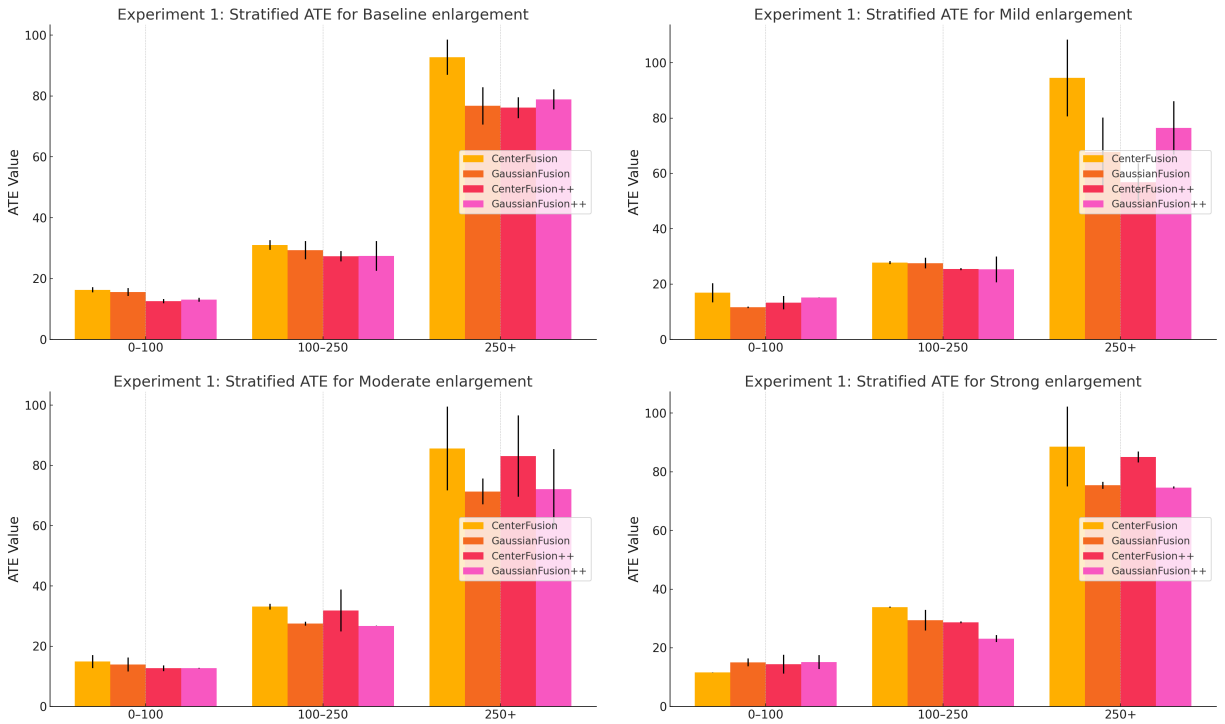 Experiment 1: Stratified ATE for Baseline enlargement
ATE Value
100
80
60
40
20
0
0–100
100–250
250+
CenterFusion
GaussianFusion
CenterFusion++
GaussianFusion++
Experiment 1: Stratified ATE for Mild enlargement
ATE Value
100
80
60
40
20
0
0–100
100–250
250+
CenterFusion
GaussianFusion
CenterFusion++
GaussianFusion++
Experiment 1: Stratified ATE for Moderate enlargement
ATE Value
100
80
60
40
20
0
0–100
100–250
250+
CenterFusion
GaussianFusion
CenterFusion++
GaussianFusion++
Experiment 1: Stratified ATE for Strong enlargement
ATE Value
100
80
60
40
20
0
0–100
100–250
250+
CenterFusion
GaussianFusion
CenterFusion++
GaussianFusion++